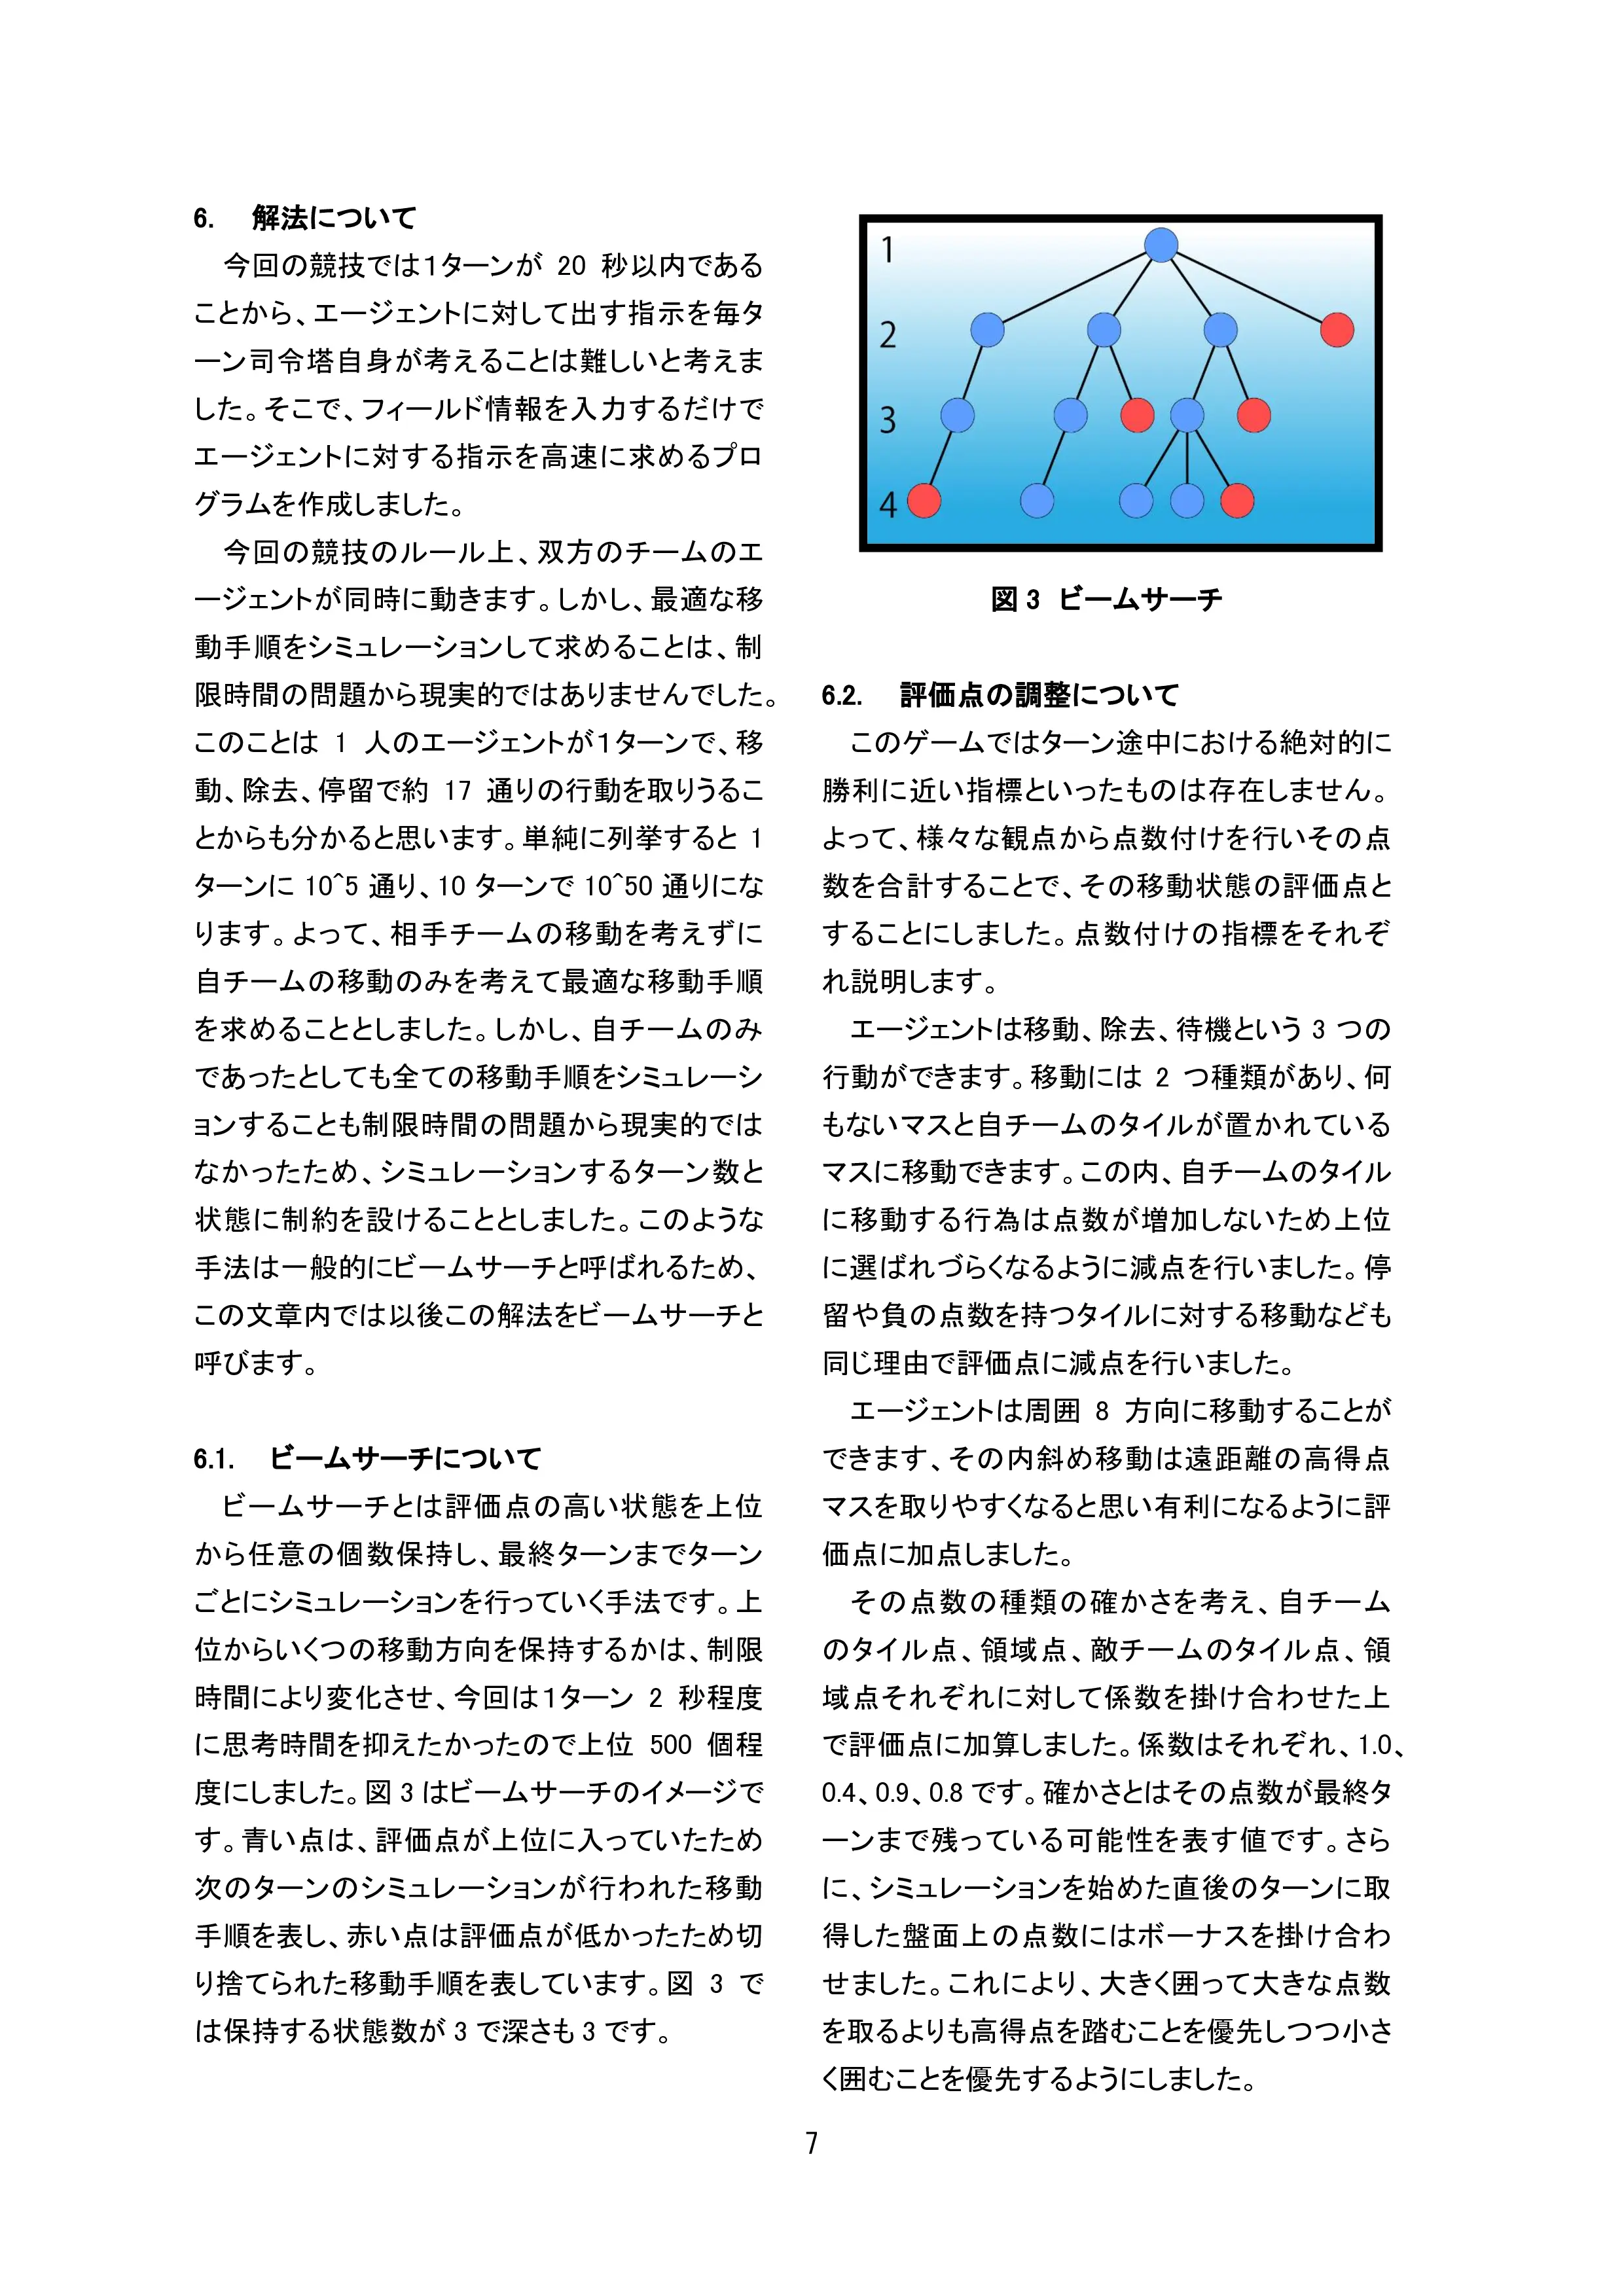 6. 解法について
今回の競技では1ターンが 20 秒以内である
ことから、エージェントに対して出す指示を毎タ
ーン司令塔自身が考えることは難しいと考えま
した。そこで、フィールド情報を入力するだけで
エージェントに対する指示を高速に求めるプロ
グラムを作成しました。
今回の競技のルール上、双方のチームのエ
ージェントが同時に動きます。しかし、最適な移
動手順をシミュレーションして求めることは、制
限時間の問題から現実的ではありませんでした。
このことは 1 人のエージェントが1ターンで、移
動、除去、停留で約 17 通りの行動を取りうるこ
とからも分かると思います。単純に列挙すると 1
ターンに 10^5 通り、10 ターンで 10^50 通りにな
ります。よって、相手チームの移動を考えずに
自チームの移動のみを考えて最適な移動手順
を求めることとしました。しかし、自チームのみ
であったとしても全ての移動手順をシミュレーシ
ョンすることも制限時間の問題から現実的では
なかったため、シミュレーションするターン数と
状態に制約を設けることとしました。このような
手法は一般的にビームサーチと呼ばれるため、
この文章内では以後この解法をビームサーチと
呼びます。
6.1. ビームサーチについて
ビームサーチとは評価点の高い状態を上位
から任意の個数保持し、最終ターンまでターン
ごとにシミュレーションを行っていく手法です。上
位からいくつの移動方向を保持するかは、制限
時間により変化させ、今回は1ターン 2 秒程度
に思考時間を抑えたかったので上位 500 個程
度にしました。図 3 はビームサーチのイメージで
す。青い点は、評価点が上位に入っていたため
次のターンのシミュレーションが行われた移動
手順を表し、赤い点は評価点が低かったため切
り捨てられた移動手順を表しています。図 3 で
は保持する状態数が 3 で深さも 3 です。
1
2
3
4
図 3 ビームサーチ
6.2. 評価点の調整について
このゲームではターン途中における絶対的に
勝利に近い指標といったものは存在しません。
よって、様々な観点から点数付けを行いその点
数を合計することで、その移動状態の評価点と
することにしました。点数付けの指標をそれぞ
れ説明します。
エージェントは移動、除去、待機という 3 つの
行動ができます。移動には 2 つ種類があり、何
もないマスと自チームのタイルが置かれている
マスに移動できます。この内、自チームのタイル
に移動する行為は点数が増加しないため上位
に選ばれづらくなるように減点を行いました。停
留や負の点数を持つタイルに対する移動なども
同じ理由で評価点に減点を行いました。
エージェントは周囲 8 方向に移動することが
できます、その内斜め移動は遠距離の高得点
マスを取りやすくなると思い有利になるように評
価点に加点しました。
その点数の種類の確かさを考え、自チーム
のタイル点、領域点、敵チームのタイル点、領
域点それぞれに対して係数を掛け合わせた上
で評価点に加算しました。係数はそれぞれ、1.0、
0.4、0.9、0.8 です。確かさとはその点数が最終タ
ーンまで残っている可能性を表す値です。さら
に、シミュレーションを始めた直後のターンに取
得した盤面上の点数にはボーナスを掛け合わ
せました。これにより、大きく囲って大きな点数
を取るよりも高得点を踏むことを優先しつつ小さ
く囲むことを優先するようにしました。
7